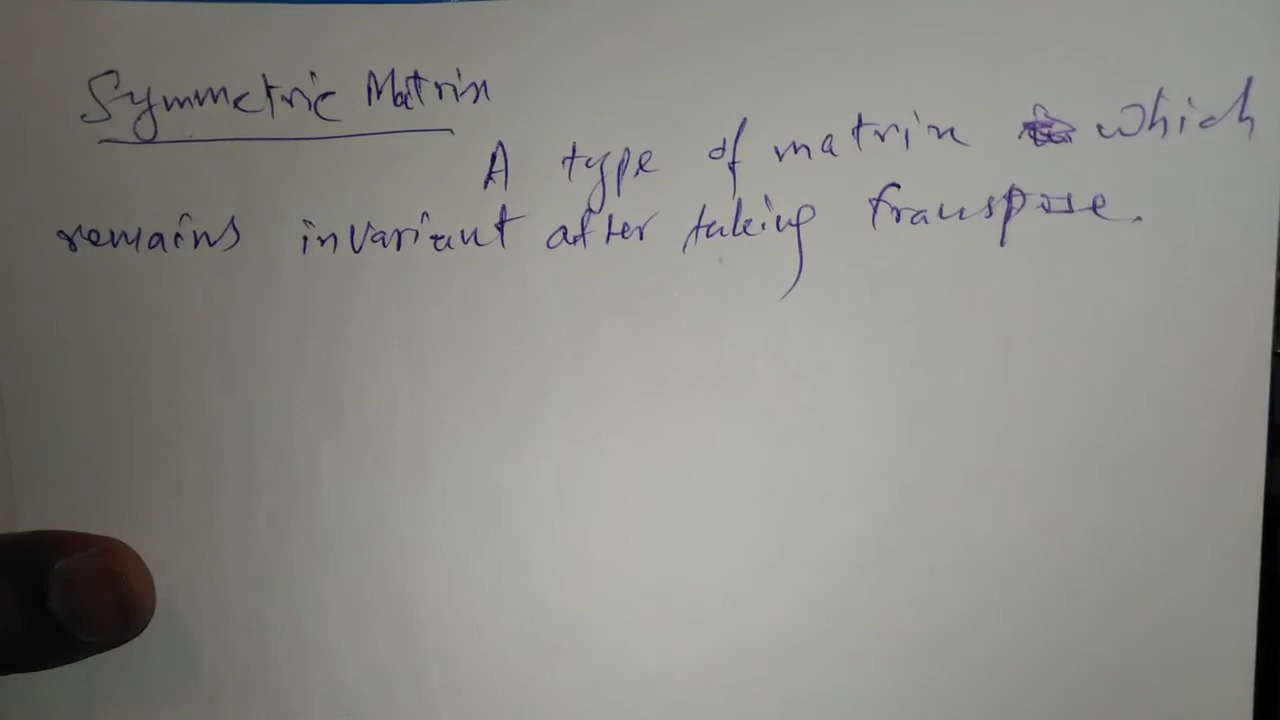 Symmetric Matrix
A type of matrix which
remains invariant after taking transpose.